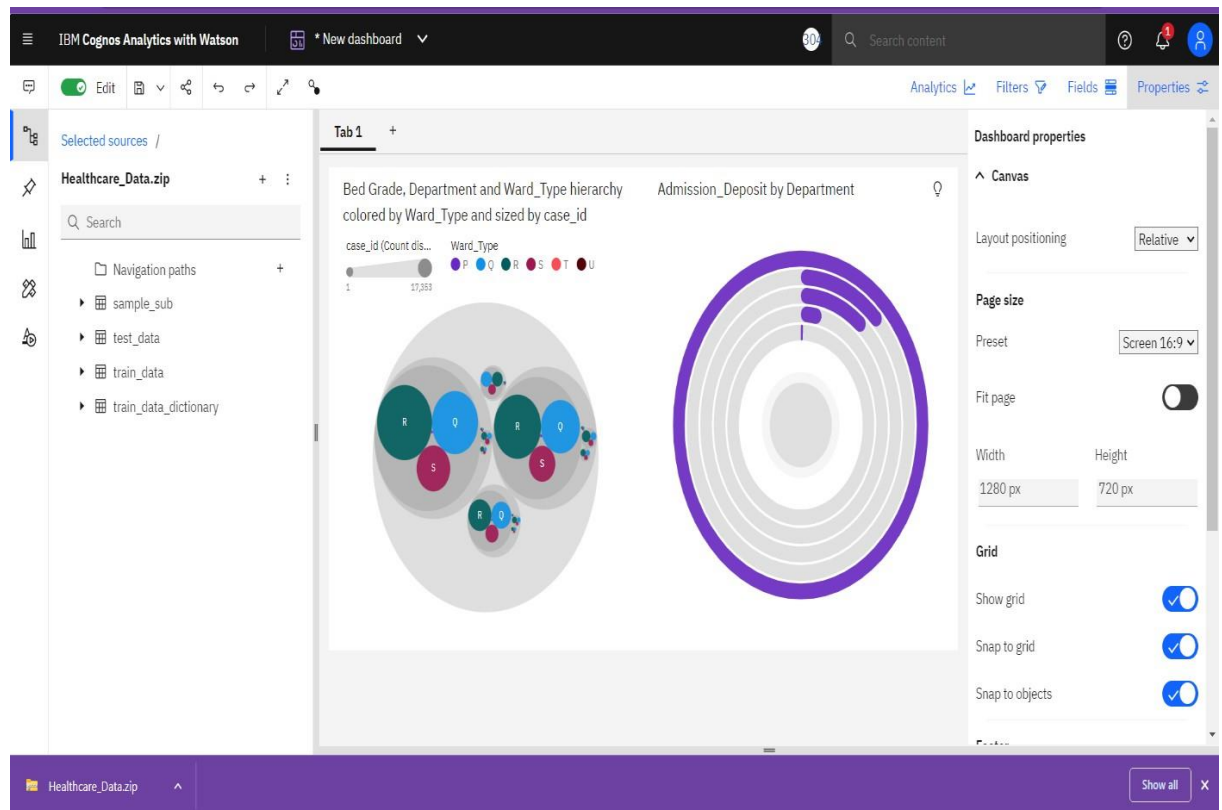 IBM Cognos Analytics with Watson
* New dashboard
304
Search content
1
Edit
Analytics
Filters
Fields
Properties
Selected sources /
Healthcare_Data.zip
Search
Navigation paths
sample_sub
test_data
train_data
train_data_dictionary
Tab 1
Bed Grade, Department and Ward_Type hierarchy
colored by Ward_Type and sized by case_id
case_id (Count dis...
1 17,353
Ward_Type
P Q R S T U
R Q S
R Q S
R Q
Admission_Deposit by Department
Dashboard properties
Canvas
Layout positioning Relative
Page size
Preset Screen 16:9
Fit page
Width Height
1280 px 720 px
Grid
Show grid
Snap to grid
Snap to objects
Healthcare_Data.zip
Show all X